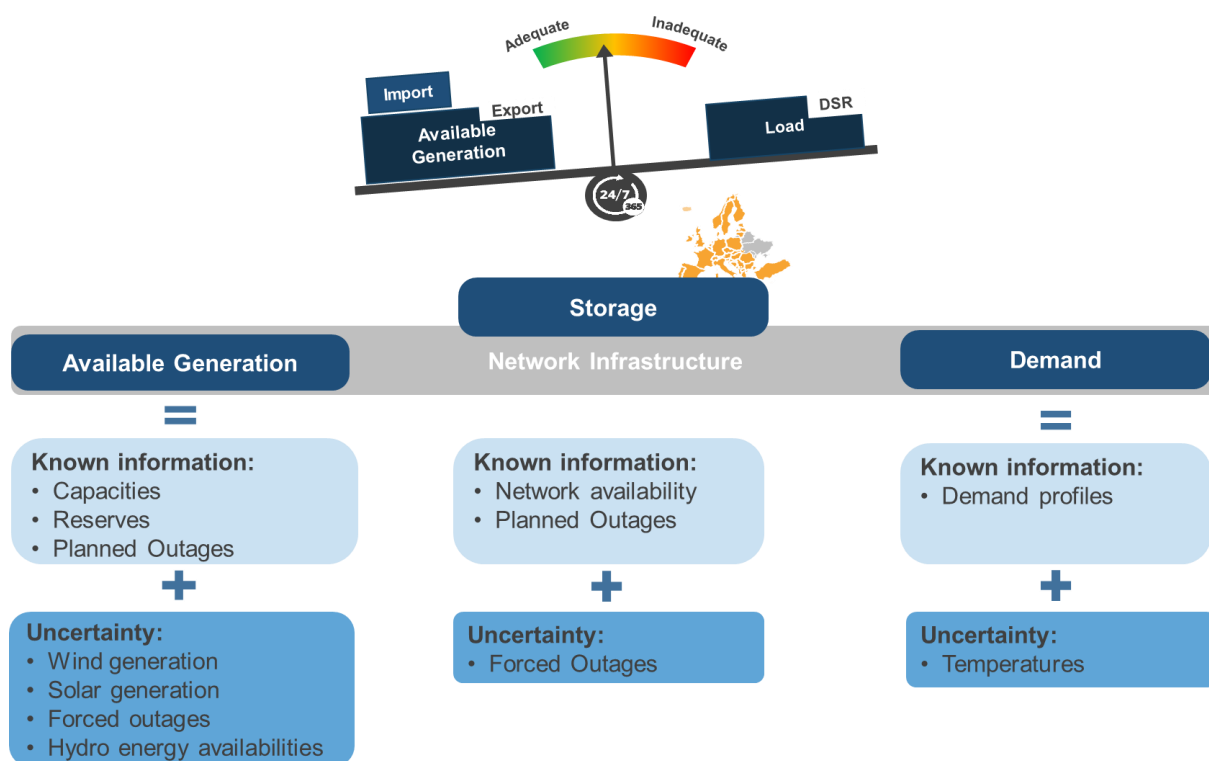 Adequate
Inadequate
Import
Export
Available
Generation
DSR
Load
24/7
365
Storage
Available Generation
Network Infrastructure
Demand
=
=
Known information:
• Capacities
• Reserves
• Planned Outages
Known information:
• Network availability
• Planned Outages
Known information:
• Demand profiles
+
+
+
Uncertainty:
• Wind generation
• Solar generation
• Forced outages
• Hydro energy availabilities
Uncertainty:
• Forced Outages
Uncertainty:
• Temperatures